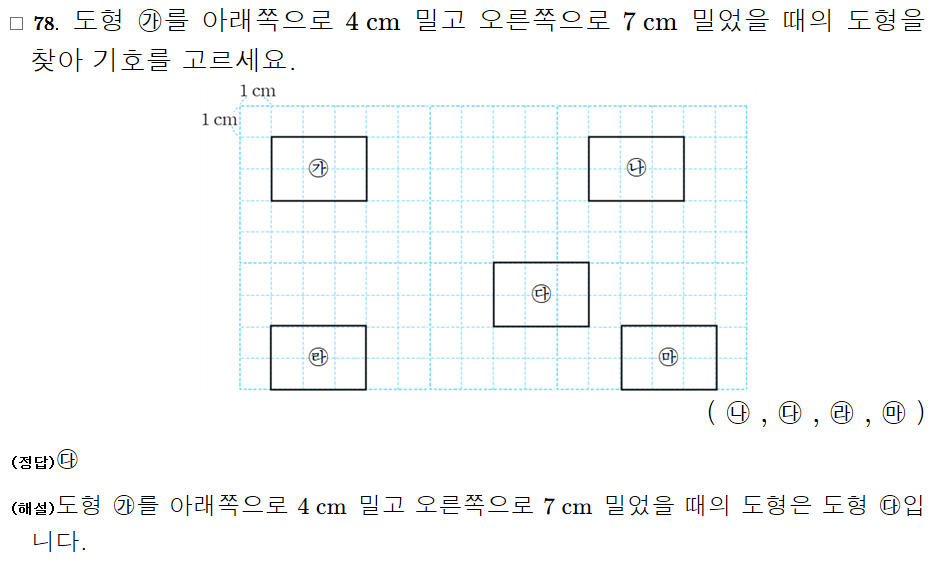 □ 78. 도형 ㉮를 아래쪽으로 4 cm 밀고 오른쪽으로 7 cm 밀었을 때의 도형을
찾아 기호를 고르세요.
1 cm
1 cm
㉮ ㉯
㉰
㉱ ㉲
( ㉯ , ㉰ , ㉱ , ㉲ )
(정답)㉰
(해설)도형 ㉮를 아래쪽으로 4 cm 밀고 오른쪽으로 7 cm 밀었을 때의 도형은 도형 ㉰입
니다.